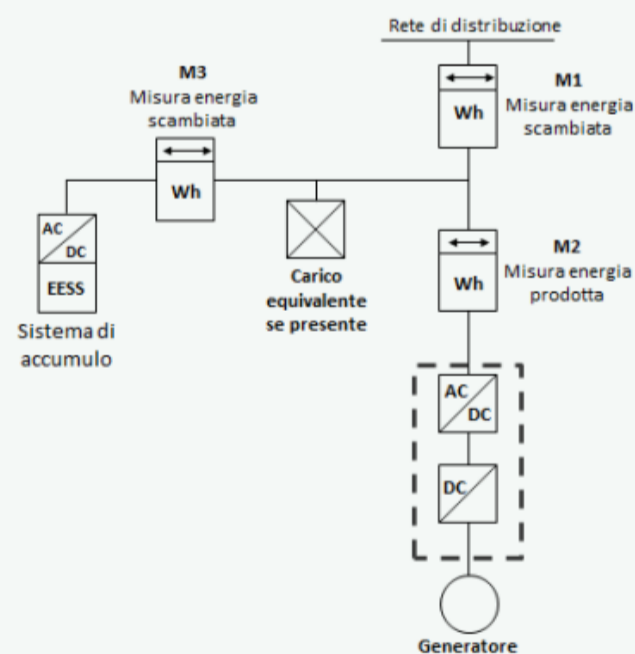 Rete di distribuzione
M3
Misura energia
scambiata
Wh
M1
Misura energia
scambiata
Wh
AC
DC
EESS
Sistema di
accumulo
Carico
equivalente
se presente
M2
Misura energia
prodotta
Wh
AC
DC
DC
Generatore